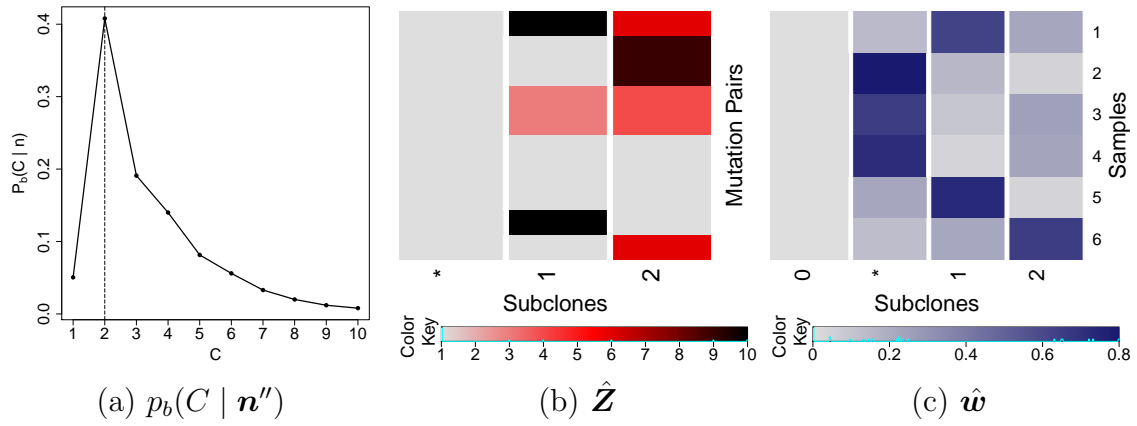 P_b(C | n)
0.0 0.1 0.2 0.3 0.4
1 2 3 4 5 6 7 8 9 10
C
(a) p_b(C | n′′)
Mutation Pairs
* 1 2
Subclones
Color Key
1 2 3 4 5 6 7 8 9 10
(b) Ẑ
1
2
3
4
5
6
Samples
0 * 1 2
Subclones
Color Key
0 0.2 0.4 0.6 0.8
(c) ŵ